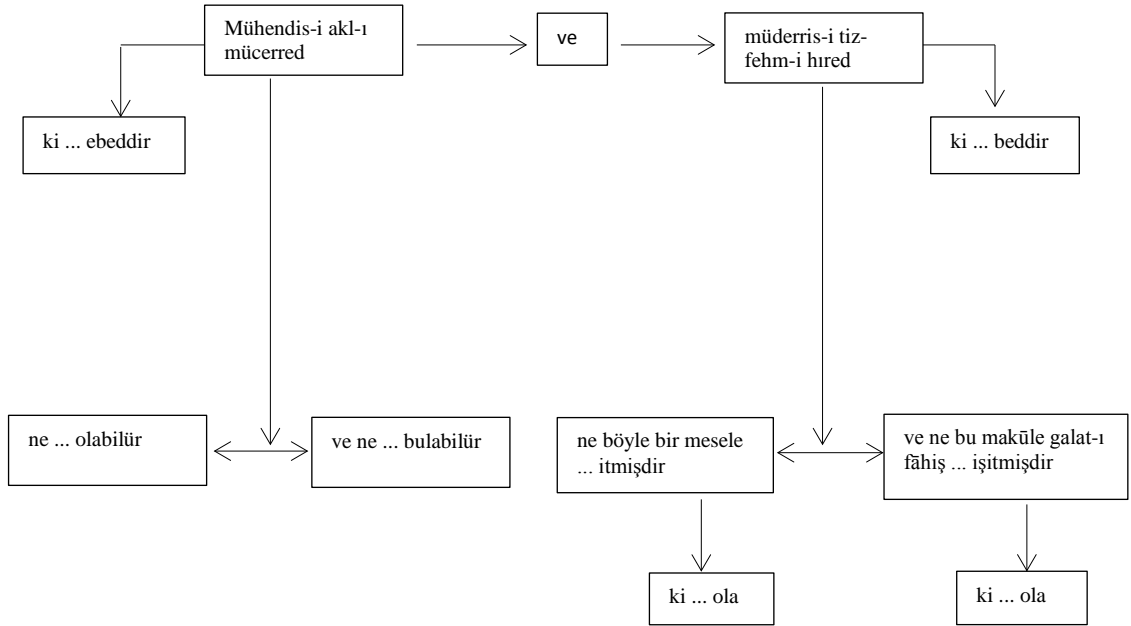 Mühendis-i akl-ı
mücerred
ve
müderris-i tiz-
fehm-i hıred
ki ... ebeddir
ki ... beddir
ne ... olabilür
ve ne ... bulabilür
ne böyle bir mesele
... itmişdir
ve ne bu makūle galat-ı
fāhiş ... işitmişdir
ki ... ola
ki ... ola